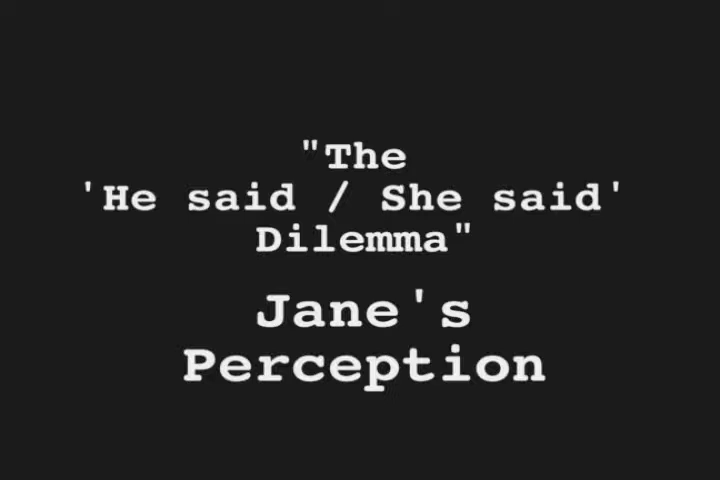 "The
'He said / She said'
Dilemma"
Jane's
Perception